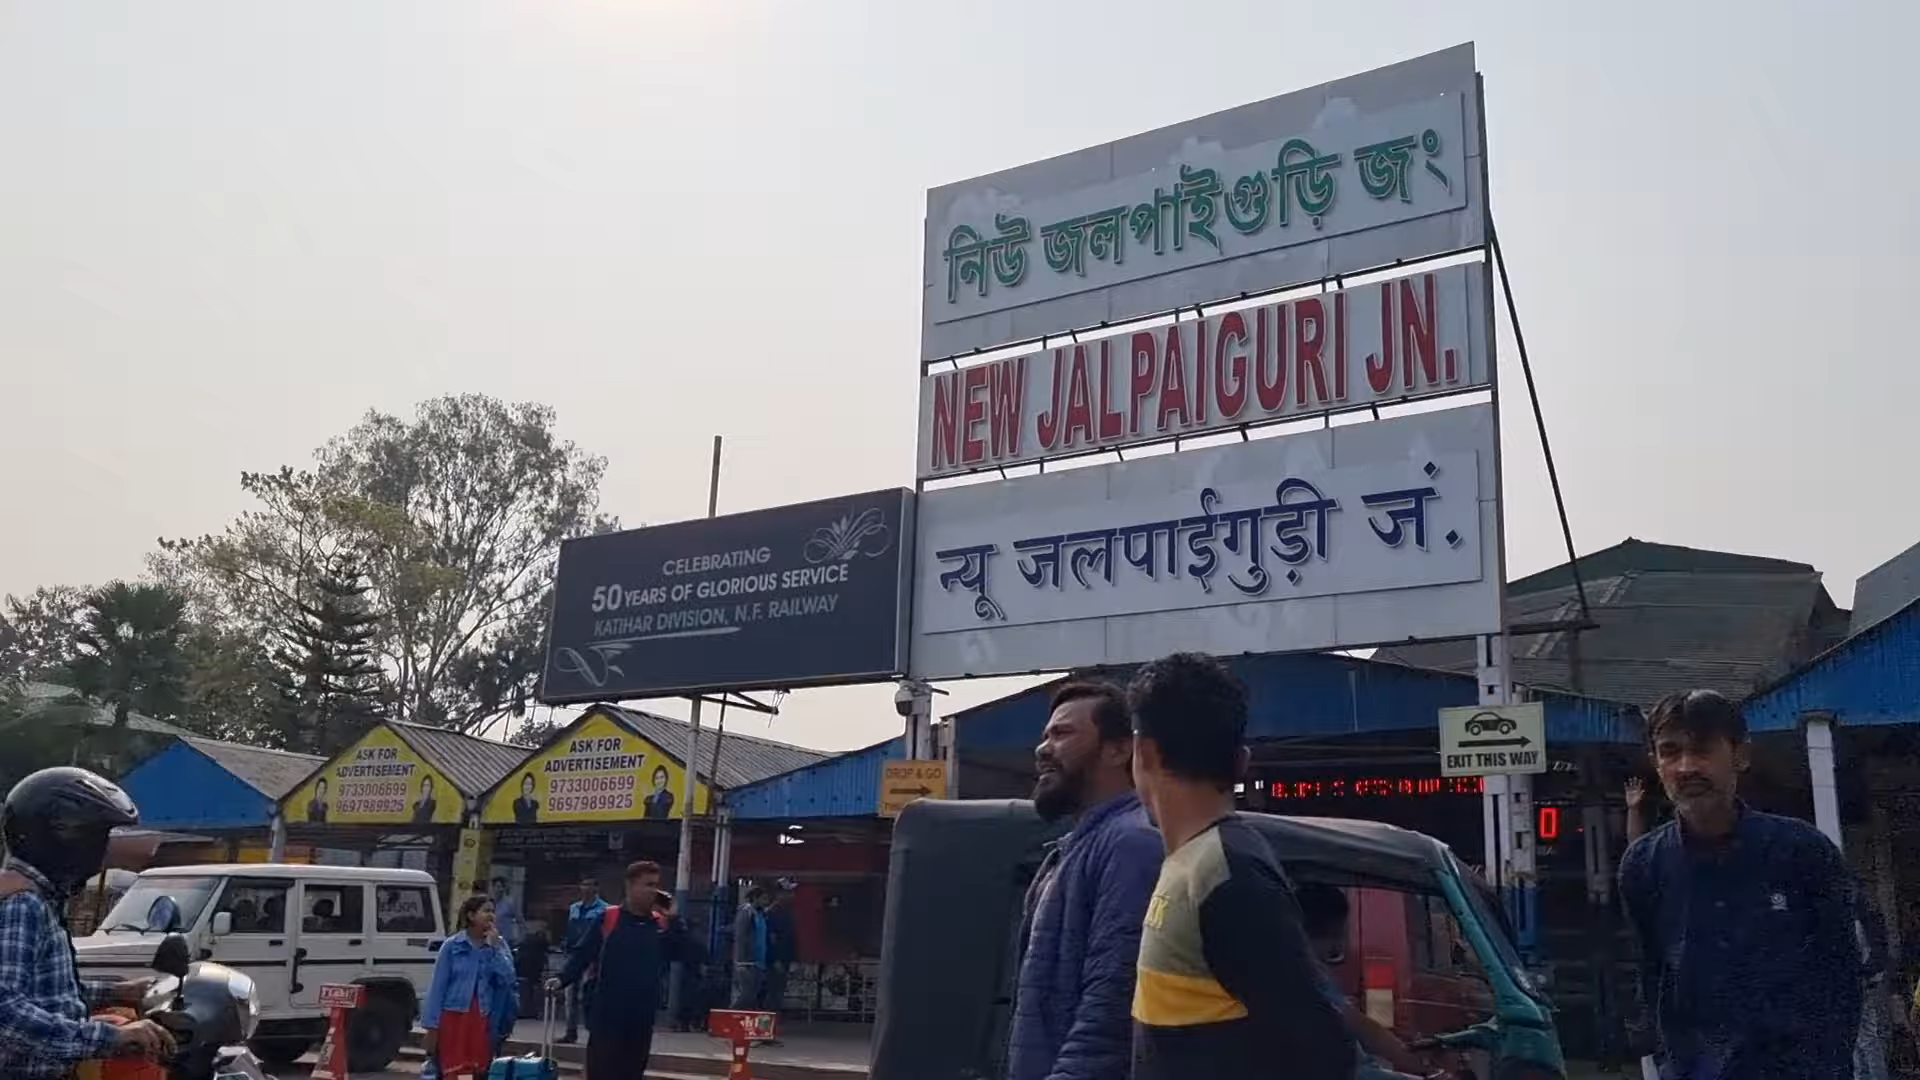 নিউ জলপাইগুড়ি জং
NEW JALPAIGURI JN.
न्यू जलपाईगुड़ी जं.
CELEBRATING
50 YEARS OF GLORIOUS SERVICE
KATIHAR DIVISION, N.F. RAILWAY
ASK FOR
ADVERTISEMENT
9733006699
9697989925
ASK FOR
ADVERTISEMENT
9733006699
9697989925
DROP & GO
EXIT THIS WAY
POLICE